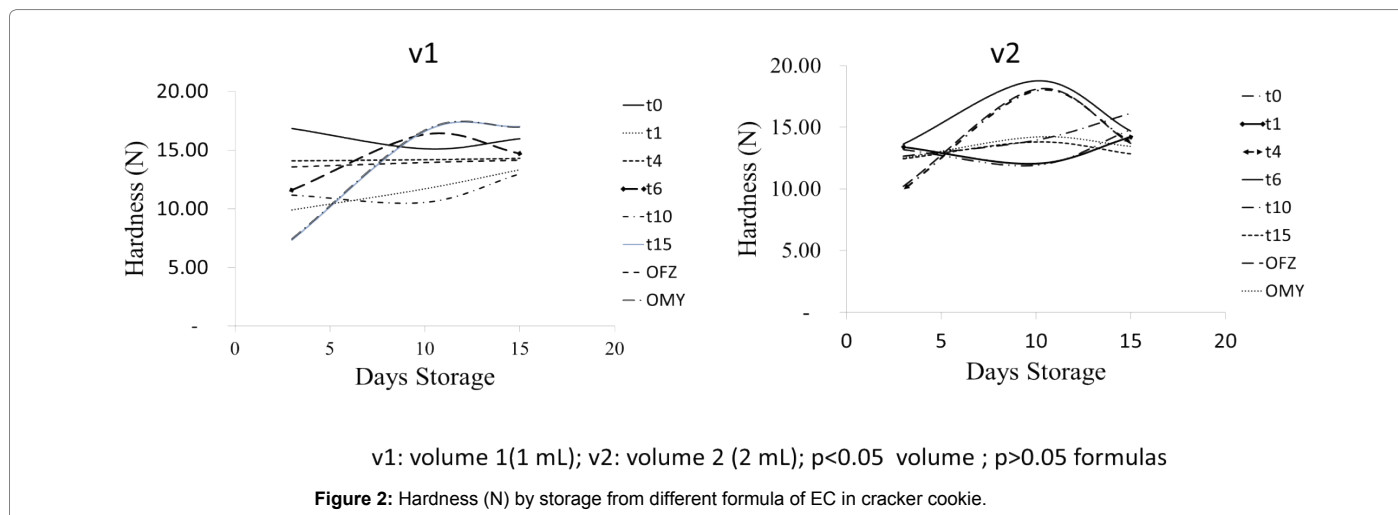 v1
20.00
15.00
10.00
5.00
-
0 5 10 15 20
Hardness (N)
Days Storage
t0
t1
t4
t6
t10
t15
OFZ
OMY
v2
20.00
15.00
10.00
5.00
-
0 5 10 15 20
Hardness (N)
Days Storage
t0
t1
t4
t6
t10
t15
OFZ
OMY
v1: volume 1(1 mL); v2: volume 2 (2 mL); p<0.05 volume ; p>0.05 formulas
Figure 2: Hardness (N) by storage from different formula of EC in cracker cookie.